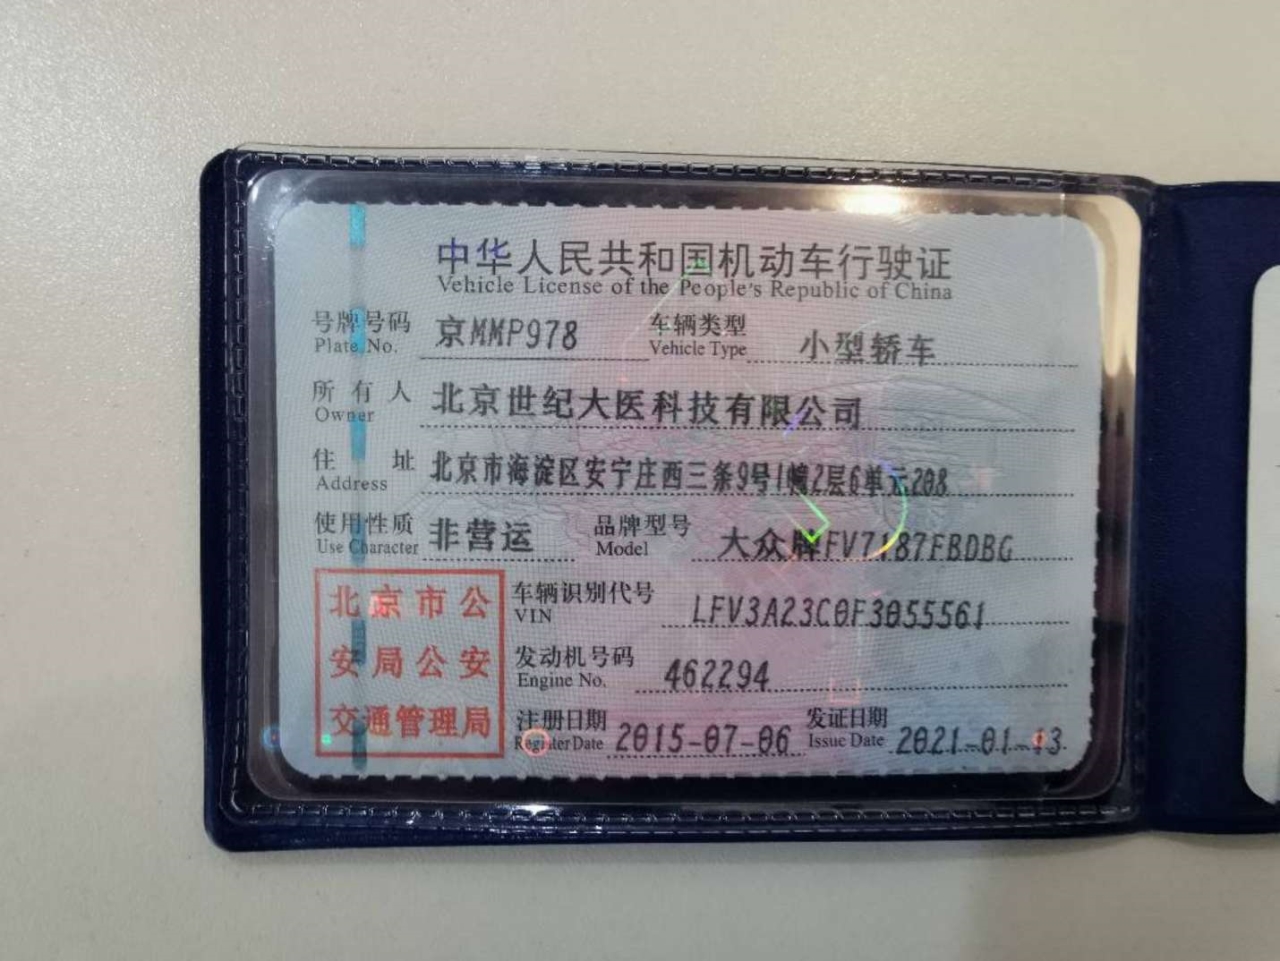 中华人民共和国机动车行驶证
Vehicle License of the People's Republic of China
号牌号码 京MMP978 车辆类型 小型轿车
Plate No. Vehicle Type
所有人 北京世纪大医科技有限公司
Owner
住址 北京市海淀区安宁庄西三条9号1幢2层6单元208
Address
使用性质 非营运 品牌型号 大众牌FV7187FBDBG
Use Character Model
车辆识别代号 LFV3A23C0F3055561
VIN
发动机号码 462294
Engine No.
注册日期 2015-07-06 发证日期 2021-01-13
Register Date Issue Date
北京市公
安局公安
交通管理局